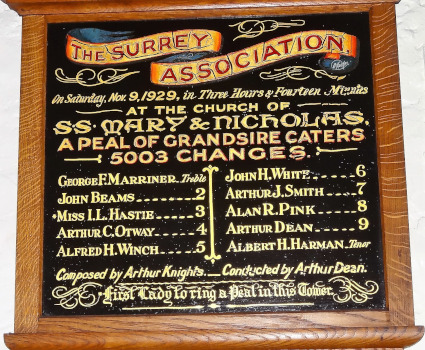 THE SURREY
ASSOCIATION.
On Saturday, Nov. 9, 1929, in Three Hours & Fourteen Minutes
AT THE CHURCH OF
S.S. MARY & NICHOLAS.
A PEAL OF GRANDSIRE CATERS
5003 CHANGES.
GEORGE F. MARRINER. Treble
JOHN BEAMS 2
MISS I.L. HASTIE 3
ARTHUR C. OTWAY 4
ALFRED H. WINCH 5
JOHN H. WHITE 6
ARTHUR J. SMITH 7
ALAN R. PINK 8
ARTHUR DEAN 9
ALBERT H. HARMAN Tenor
Composed by Arthur Knights. Conducted by Arthur Dean.
First Lady to ring a Peal in this Tower.